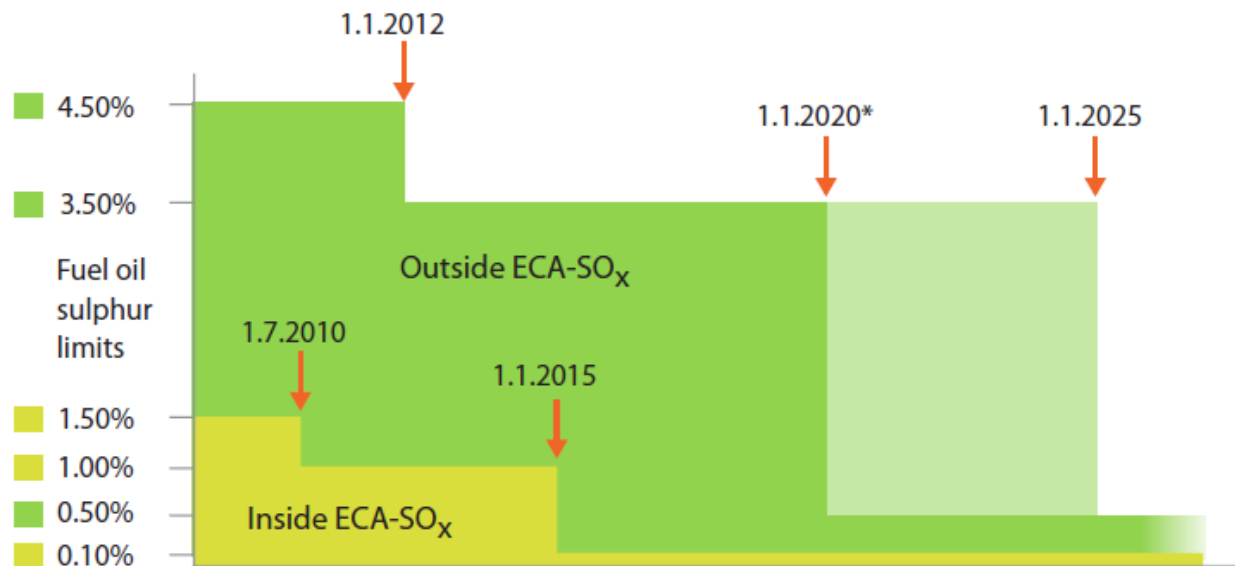 1.1.2012
4.50%
1.1.2020*
1.1.2025
3.50%
Outside ECA-SOx
Fuel oil
sulphur
limits
1.7.2010
1.1.2015
1.50%
1.00%
0.50%
Inside ECA-SOx
0.10%